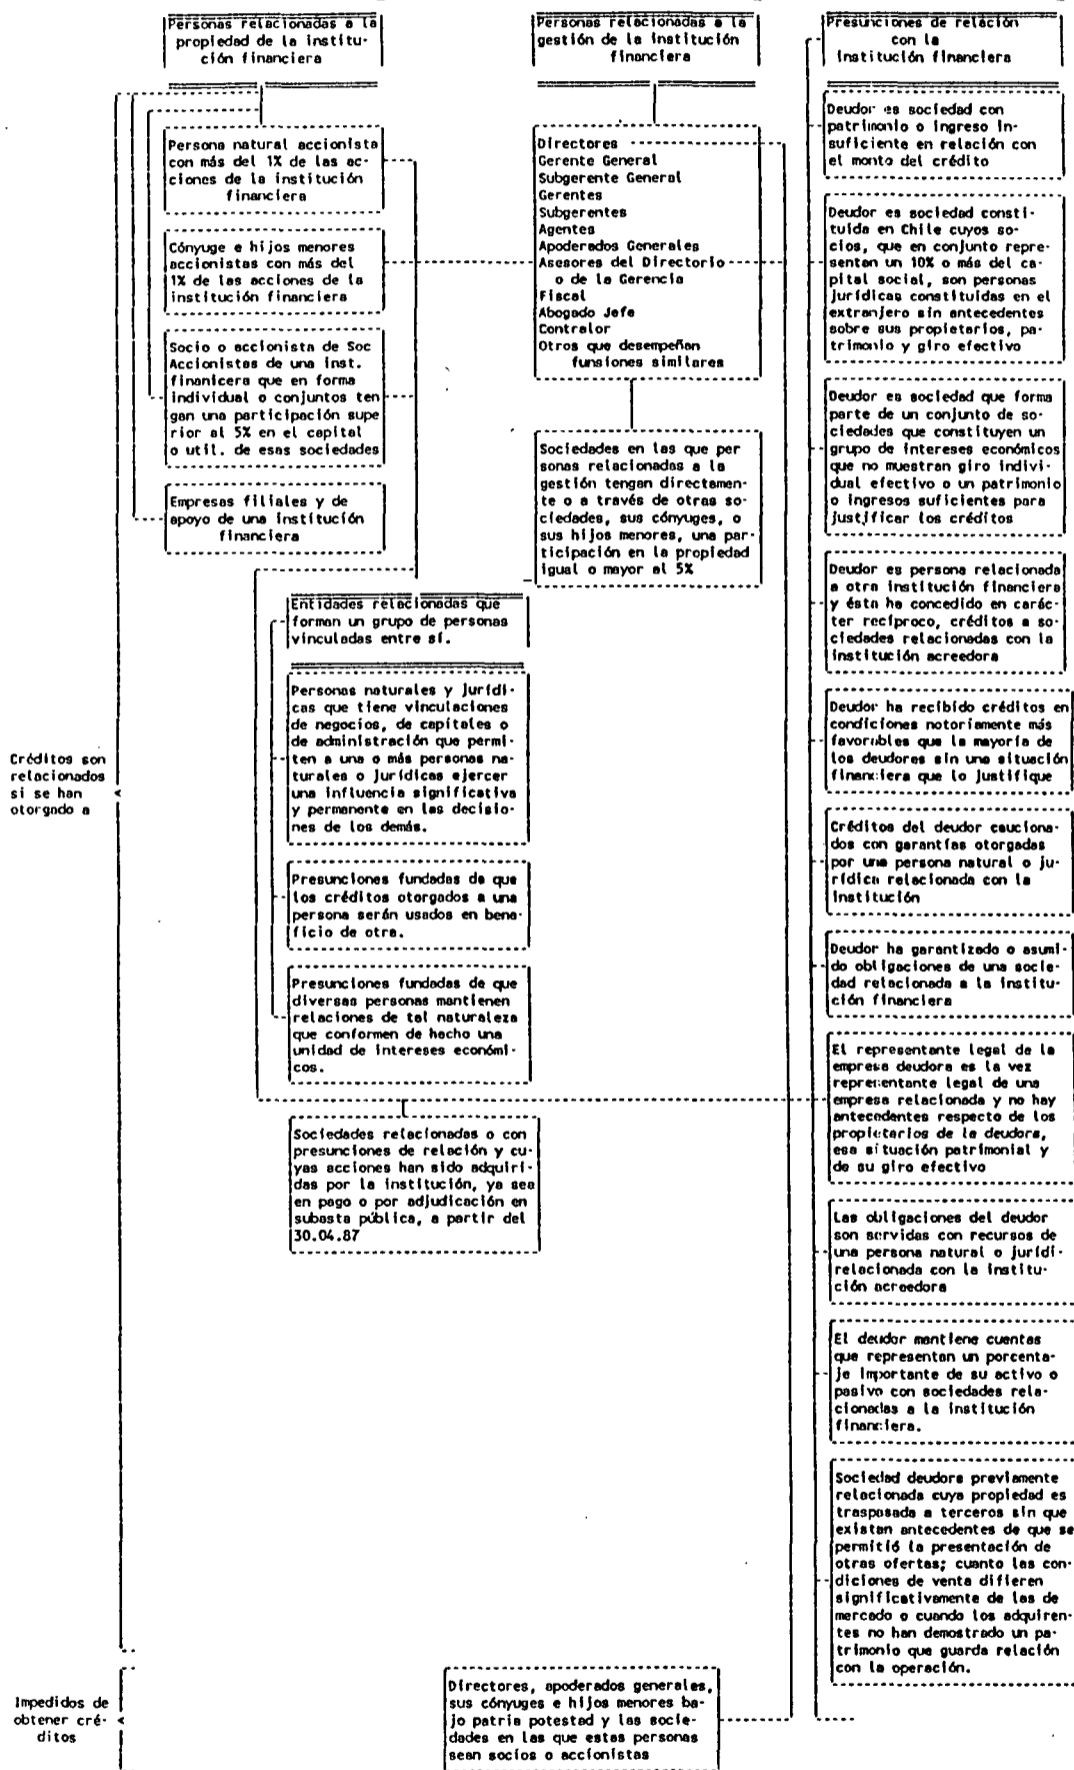 Personas relacionadas a la
propiedad de la institu-
ción financiera
Persona natural accionista
con más del 1% de las ac-
ciones de la institución
financiera
Cónyuge e hijos menores
accionistas con más del
1% de las acciones de la
institución financiera
Socio o accionista de Soc
Accionistas de una inst.
finanicera que en forma
individual o conjuntos ten
gan una participación supe
rior al 5% en el capital
o util. de esas sociedades
Empresas filiales y de
apoyo de una institución
financiera
Personas relacionadas a la
gestión de la institución
financiera
Directores
Gerente General
Subgerente General
Gerentes
Subgerentes
Agentes
Apoderados Generales
Asesores del Directorio
o de la Gerencia
Fiscal
Abogado Jefe
Contralor
Otros que desempeñan
funsiones similares
Sociedades en las que per
sonas relacionadas a la
gestión tengan directamen-
te o a través de otras so-
ciedades, sus cónyuges, o
sus hijos menores, una par-
ticipación en la propiedad
igual o mayor al 5%
Entidades relacionadas que
forman un grupo de personas
vinculadas entre sí.
Personas naturales y jurídi-
cas que tiene vinculaciones
de negocios, de capitales o
de administración que permi-
ten a una o más personas na-
turales o jurídicas ejercer
una influencia significativa
y permanente en las decisio-
nes de los demás.
Presunciones fundadas de que
los créditos otorgados a una
persona serán usados en bene-
ficio de otra.
Presunciones fundadas de que
diversas personas mantienen
relaciones de tal naturaleza
que conformen de hecho una
unidad de intereses económi-
cos.
Sociedades relacionadas o con
presunciones de relación y cu-
yas acciones han sido adquiri-
das por la institución, ya sea
en pago o por adjudicación en
subasta pública, a partir del
30.04.87
Presunciones de relación
con la
institución financiera
Deudor es sociedad con
patrimonio o ingreso in-
suficiente en relación con
el monto del crédito
Deudor es sociedad consti-
tuída en Chile cuyos so-
cios, que en conjunto repre-
sentan un 10% o más del ca-
pital social, son personas
jurídicas constituídas en el
extranjero sin antecedentes
sobre sus propietarios, pa-
trimonio y giro efectivo
Deudor es sociedad que forma
parte de un conjunto de so-
ciedades que constituyen un
grupo de intereses económicos
que no muestran giro indivi-
dual efectivo o un patrimonio
o ingresos suficientes para
justificar los créditos
Deudor es persona relacionada
a otra institución financiera
y ésta ha concedido en carác-
ter recíproco, créditos a so-
ciedades relacionadas con la
institución acreedora
Deudor ha recibido créditos en
condiciones notoriamente más
favorables que la mayoría de
los deudores sin una situación
financiera que lo justifique
Créditos del deudor cauciona-
dos con garantías otorgadas
por una persona natural o ju-
rídica relacionada con la
institución
Deudor ha garantizado o asumi-
do obligaciones de una socie-
dad relacionada a la institu-
ción financiera
El representante legal de la
empresa deudora es la vez
representante legal de una
empresa relacionada y no hay
antecedentes respecto de los
propietarios de la deudora,
esa situación patrimonial y
de su giro efectivo
Las obligaciones del deudor
son servidas con recursos de
una persona natural o jurídi-
relacionada con la institu-
ción acreedora
El deudor mantiene cuentas
que representan un porcenta-
je importante de su activo o
pasivo con sociedades rela-
cionadas a la institución
financiera.
Sociedad deudora previamente
relacionada cuya propiedad es
traspasada a terceros sin que
existan antecedentes de que se
permitió la presentación de
otras ofertas; cuanto las con-
diciones de venta difieren
significativamente de las de
mercado o cuando los adquiren-
tes no han demostrado un pa-
trimonio que guarda relación
con la operación.
Créditos son
relacionados
si se han
otorgado a
Impedidos de
obtener cré-
ditos
Directores, apoderados generales,
sus cónyuges e hijos menores ba-
jo patria potestad y las socie-
dades en las que estas personas
sean socios o accionistas